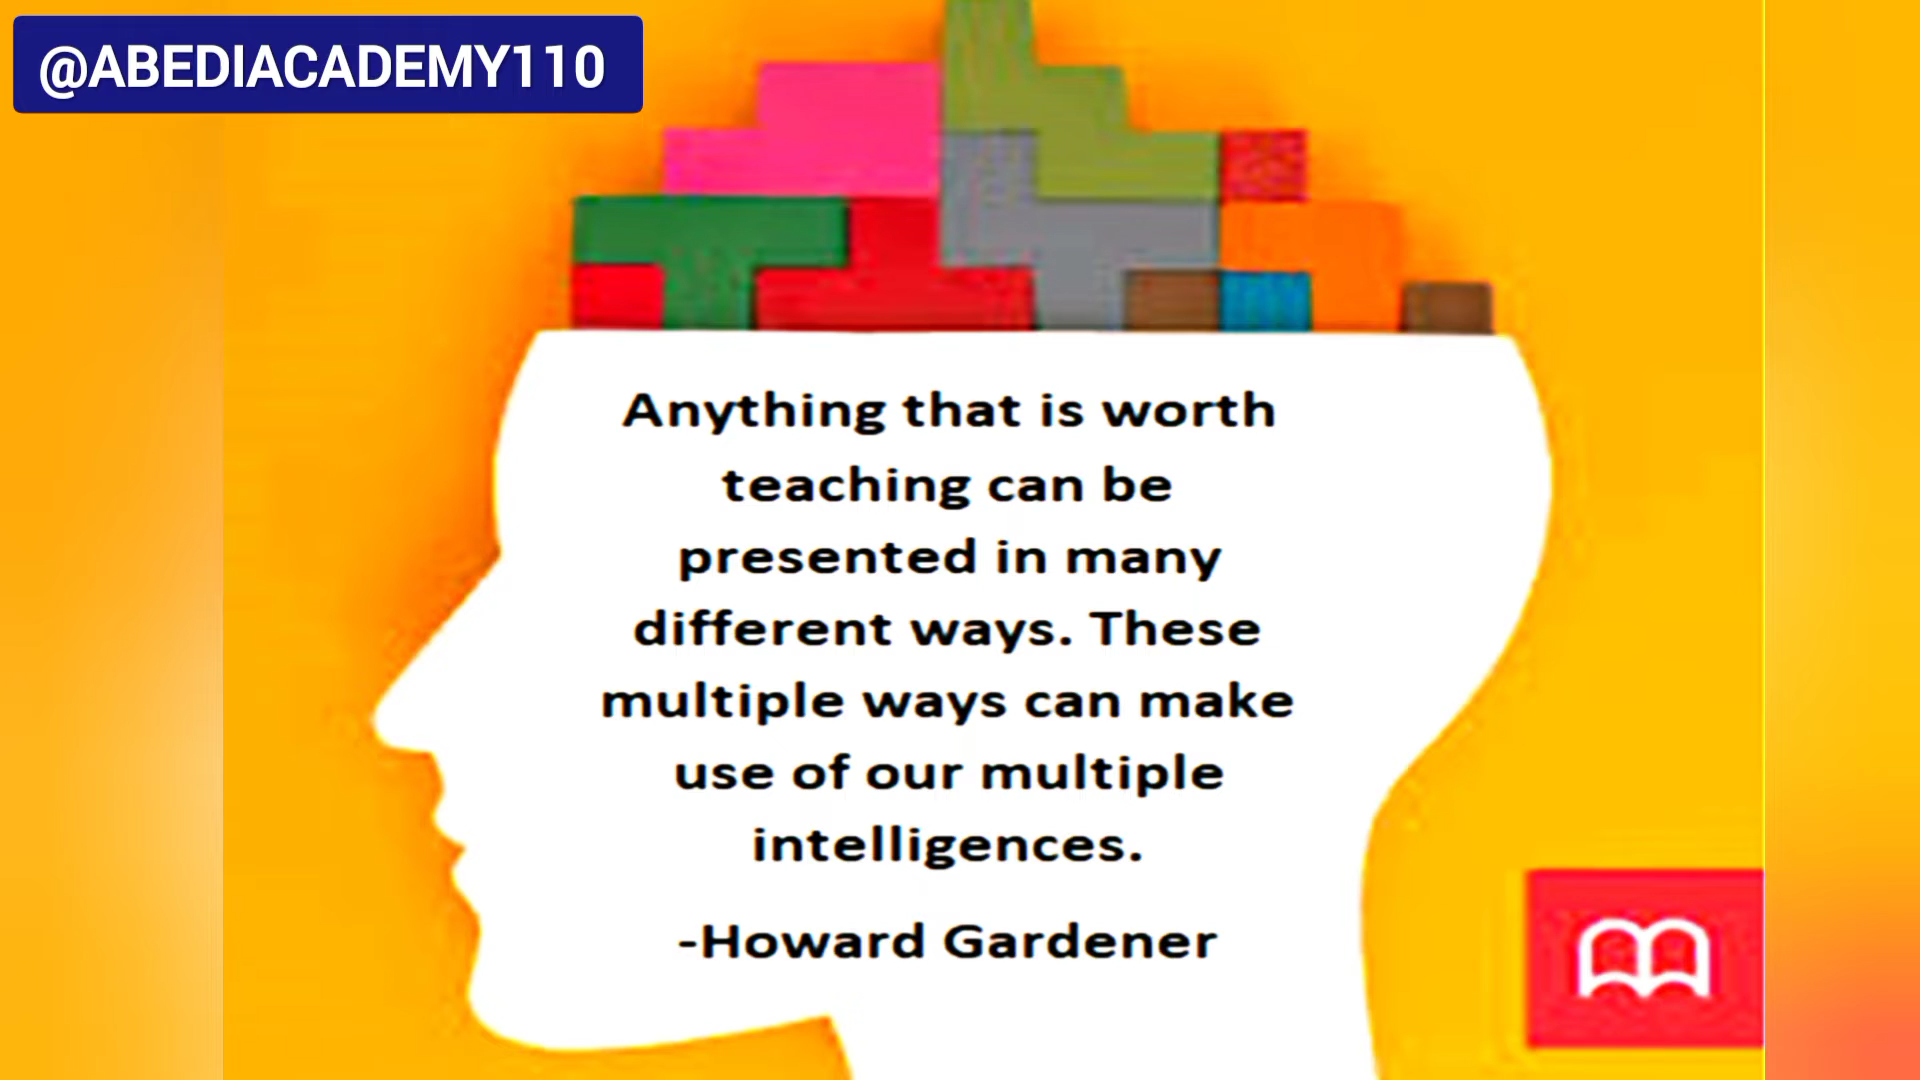 @ABEDIACADEMY110
Anything that is worth
teaching can be
presented in many
different ways. These
multiple ways can make
use of our multiple
intelligences.
-Howard Gardener